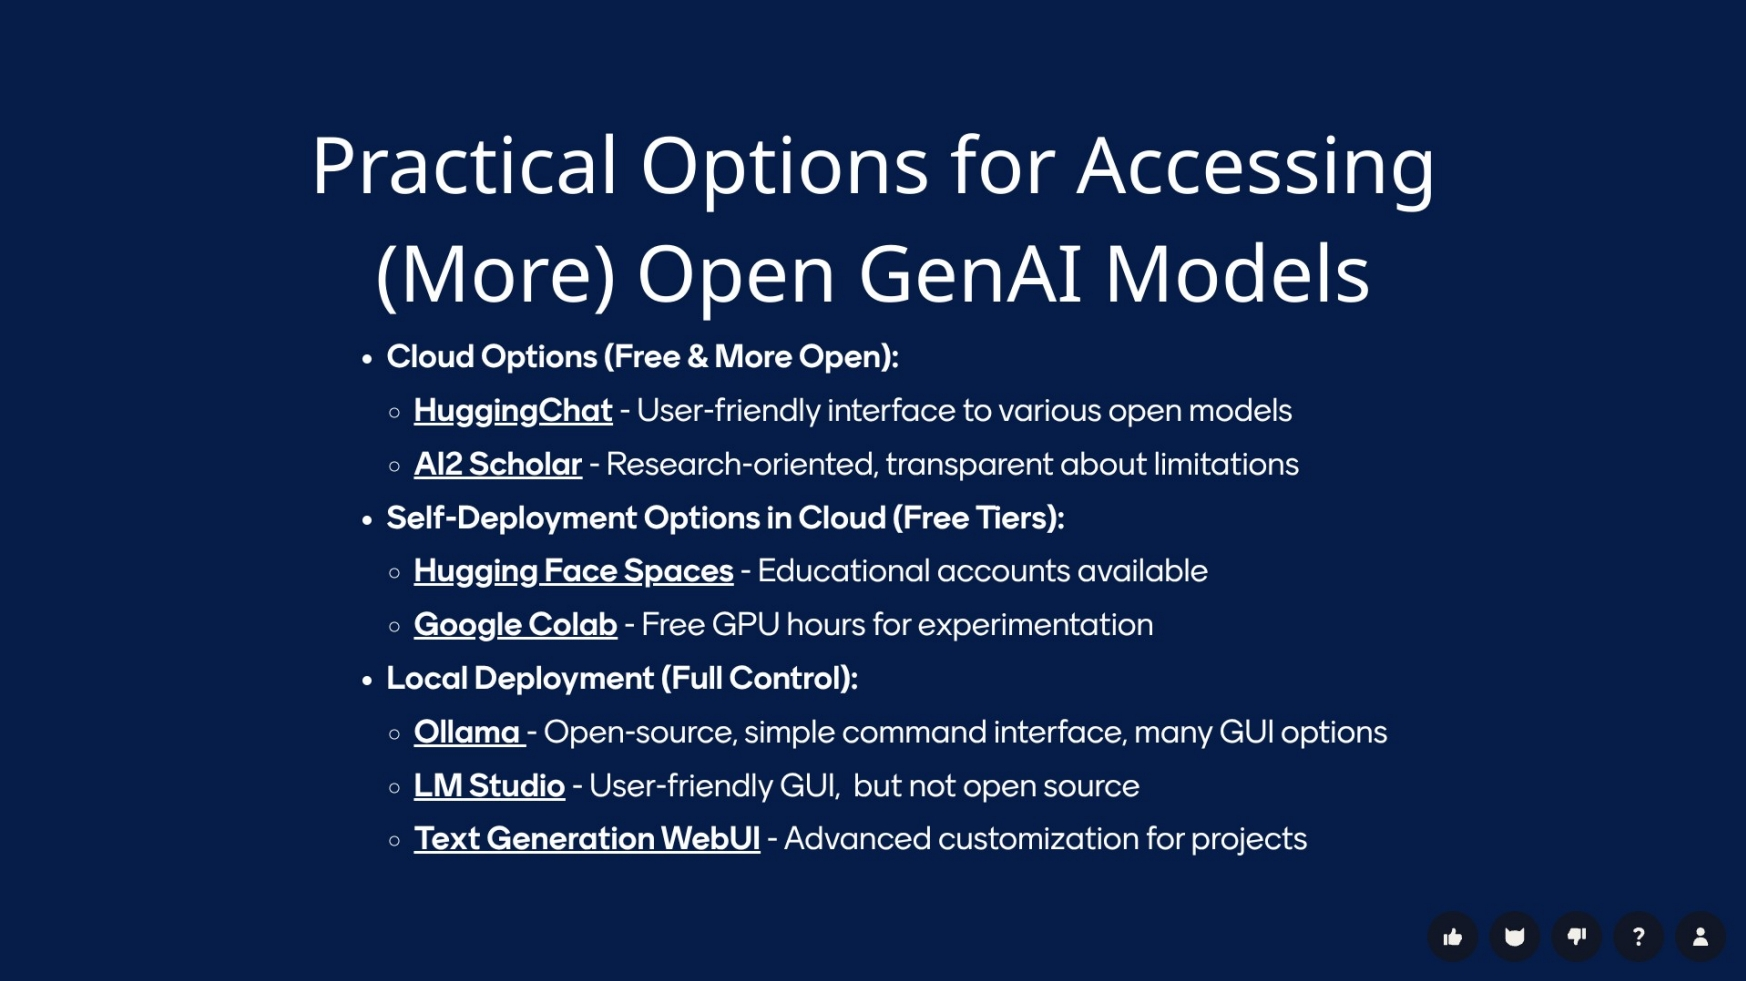 Practical Options for Accessing
(More) Open GenAI Models
• Cloud Options (Free & More Open):
◦ HuggingChat - User-friendly interface to various open models
◦ AI2 Scholar - Research-oriented, transparent about limitations
• Self-Deployment Options in Cloud (Free Tiers):
◦ Hugging Face Spaces - Educational accounts available
◦ Google Colab - Free GPU hours for experimentation
• Local Deployment (Full Control):
◦ Ollama - Open-source, simple command interface, many GUI options
◦ LM Studio - User-friendly GUI,  but not open source
◦ Text Generation WebUI - Advanced customization for projects
?